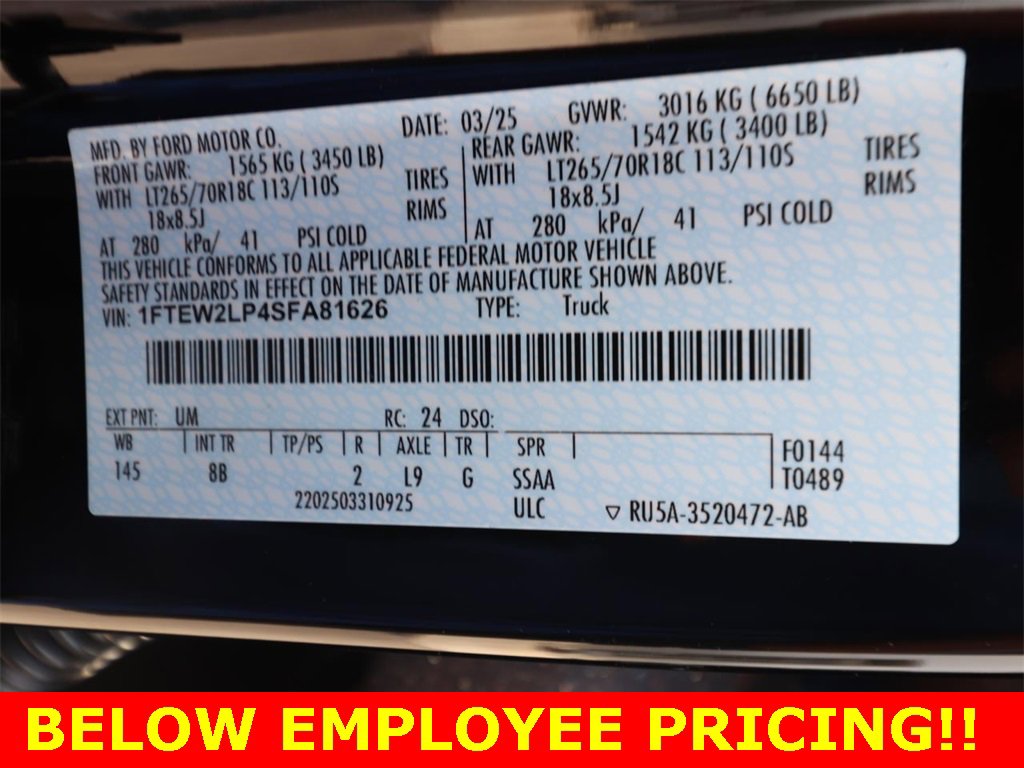 MFD. BY FORD MOTOR CO. DATE: 03/25 GVWR: 3016 KG ( 6650 LB)
FRONT GAWR: 1565 KG ( 3450 LB) REAR GAWR: 1542 KG ( 3400 LB)
WITH LT265/70R18C 113/110S TIRES WITH LT265/70R18C 113/110S TIRES
18x8.5J RIMS 18x8.5J RIMS
AT 280 kPa/ 41 PSI COLD AT 280 kPa/ 41 PSI COLD
THIS VEHICLE CONFORMS TO ALL APPLICABLE FEDERAL MOTOR VEHICLE
SAFETY STANDARDS IN EFFECT ON THE DATE OF MANUFACTURE SHOWN ABOVE.
VIN: 1FTEW2LP4SFA81626 TYPE: Truck
EXT PNT: UM RC: 24 DSO:
WB INT TR TP/PS R AXLE TR SPR F0144
145 8B 2 L9 G SSAA T0489
2202503310925 ULC ▽ RU5A-3520472-AB
BELOW EMPLOYEE PRICING!!